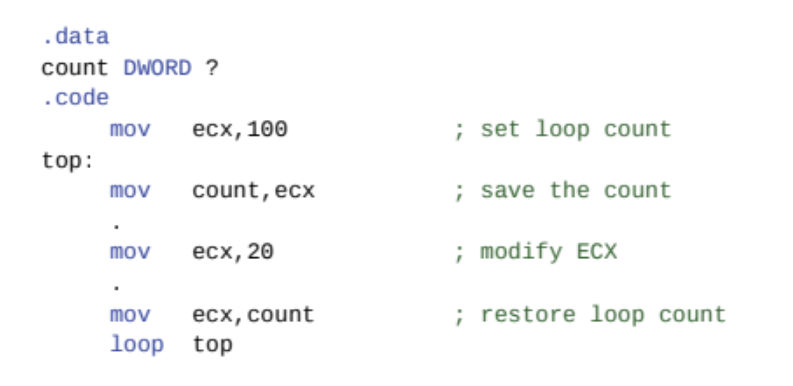 .data
count DWORD ?
.code
mov ecx,100 ; set loop count
top:
mov count,ecx ; save the count
.
mov ecx,20 ; modify ECX
.
mov ecx,count ; restore loop count
loop top